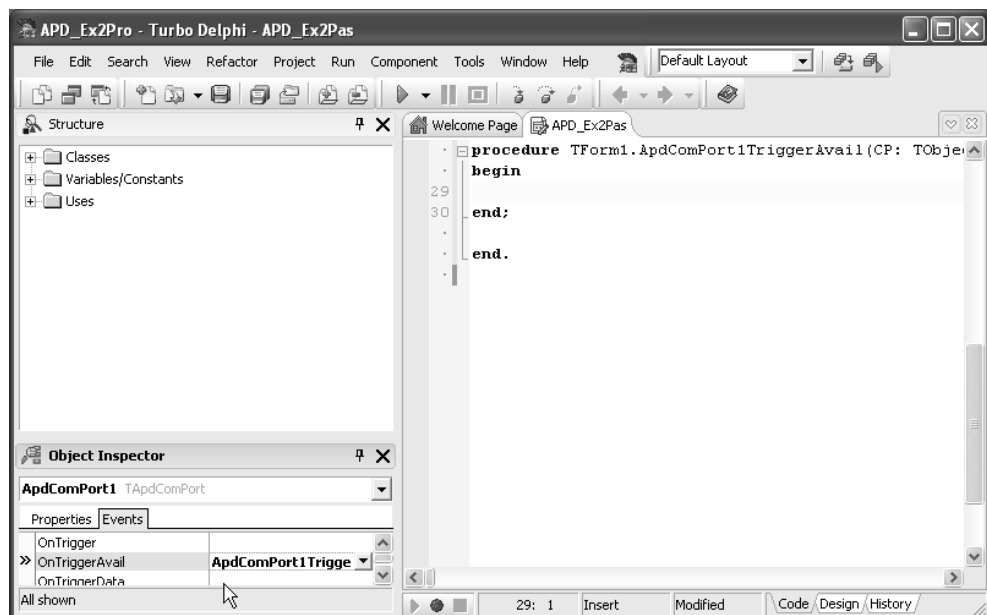 APD_Ex2Pro - Turbo Delphi - APD_Ex2Pas
File Edit Search View Refactor Project Run Component Tools Window Help Default Layout
Structure
Classes
Variables/Constants
Uses
Welcome Page APD_Ex2Pas
procedure TForm1.ApdComPort1TriggerAvail(CP: TObje
begin
29
30 end;
end.
Object Inspector
ApdComPort1 TApdComPort
Properties Events
OnTrigger
OnTriggerAvail ApdComPort1Trigge
OnTriggerData
All shown
29: 1 Insert Modified Code Design History